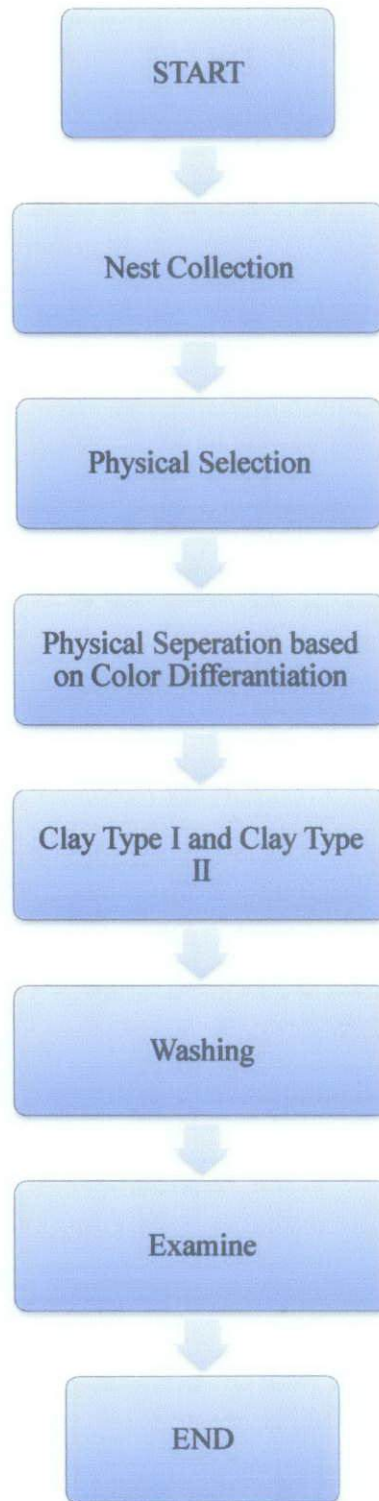 START
Nest Collection
Physical Selection
Physical Seperation based
on Color Differantiation
Clay Type I and Clay Type
II
Washing
Examine
END